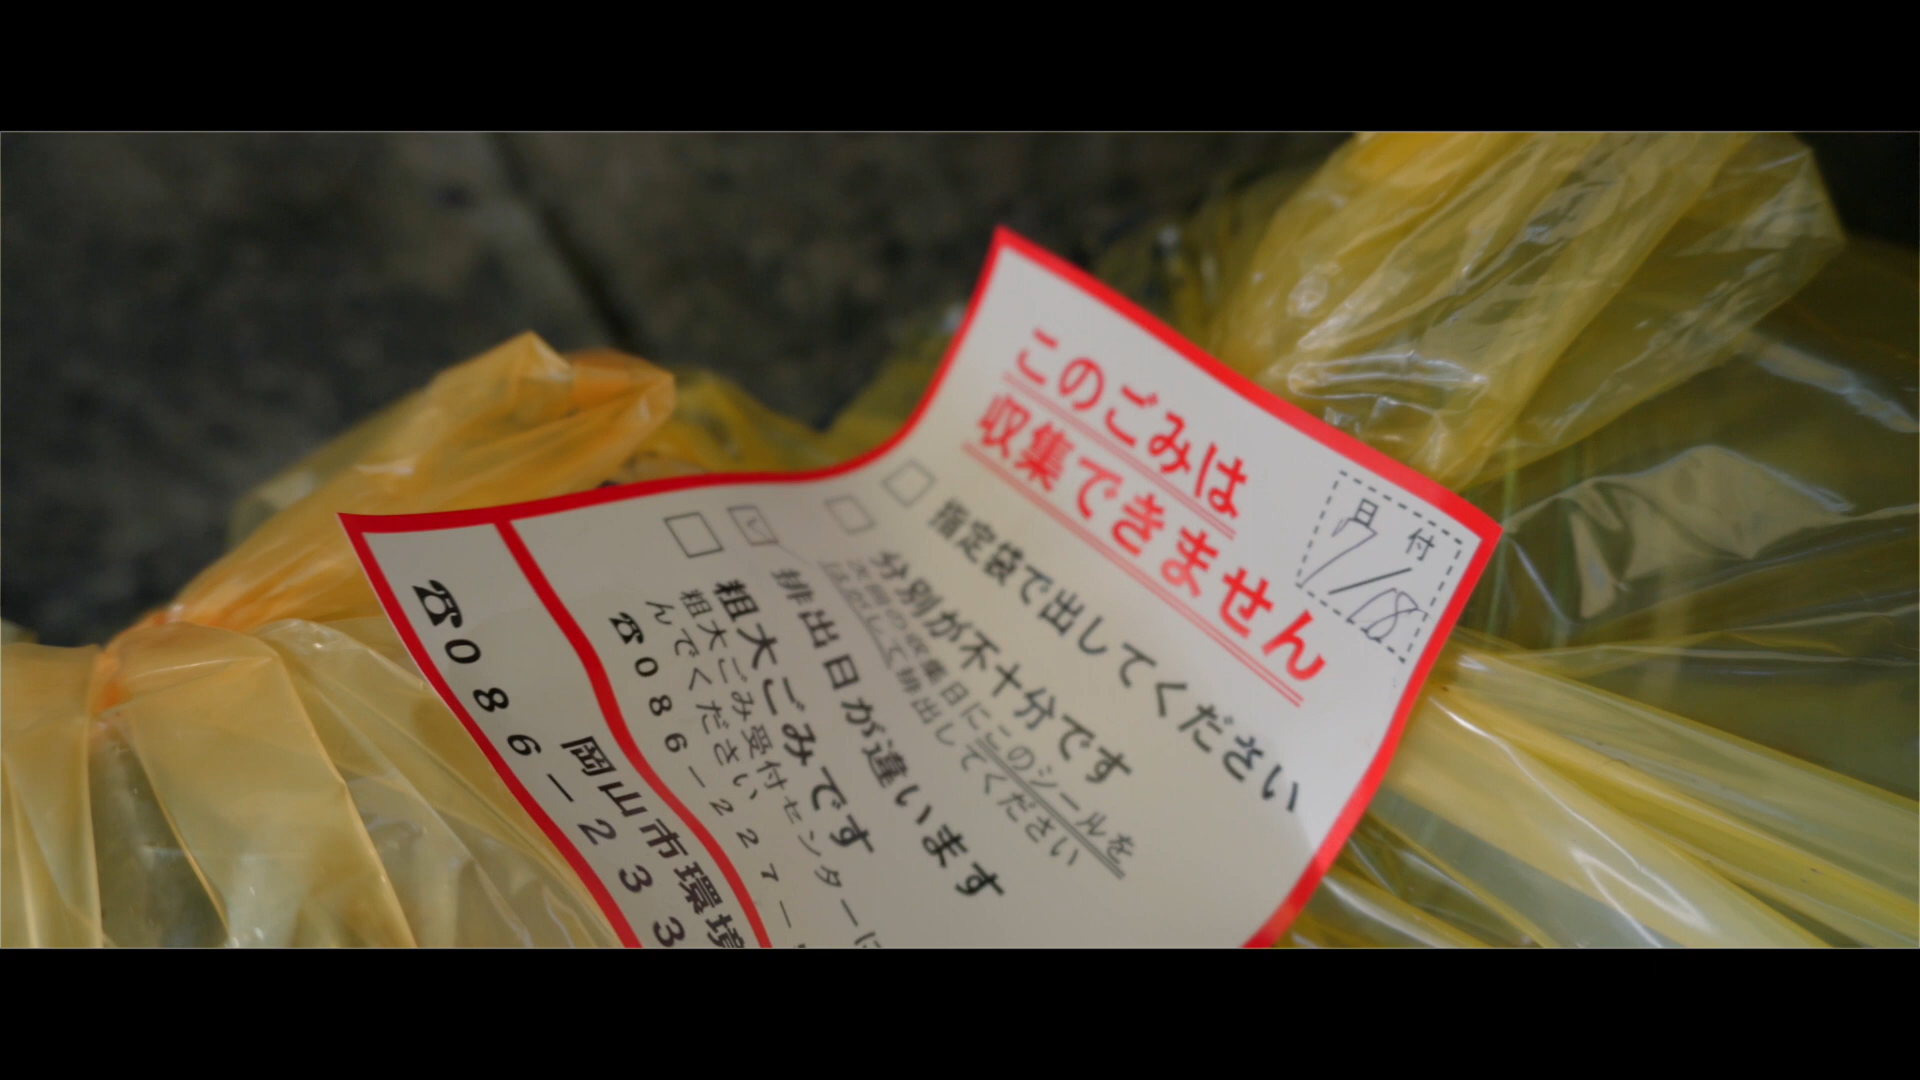 このごみは
収集できません
日付
7/18
指定袋で出してください
分別が不十分です
次回の収集日にこのシールを
はがして排出してください
排出日が違います
粗大ごみです
粗大ごみ受付センターに
んでください
☎086-227-
岡山市環境
☎086-233